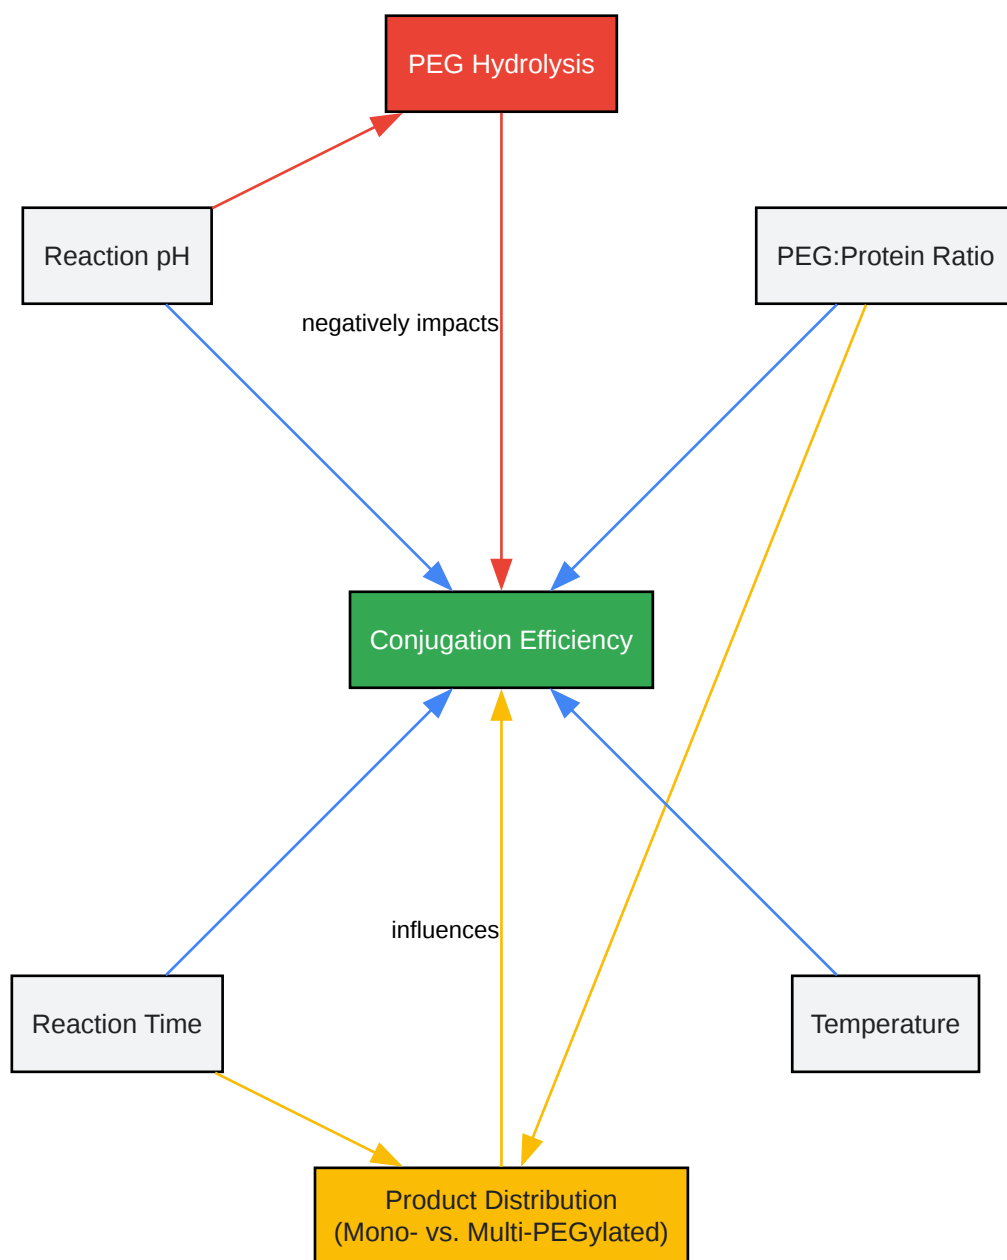 PEG Hydrolysis
Reaction pH
PEG:Protein Ratio
negatively impacts
Conjugation Efficiency
influences
Reaction Time
Temperature
Product Distribution
(Mono- vs. Multi-PEGylated)